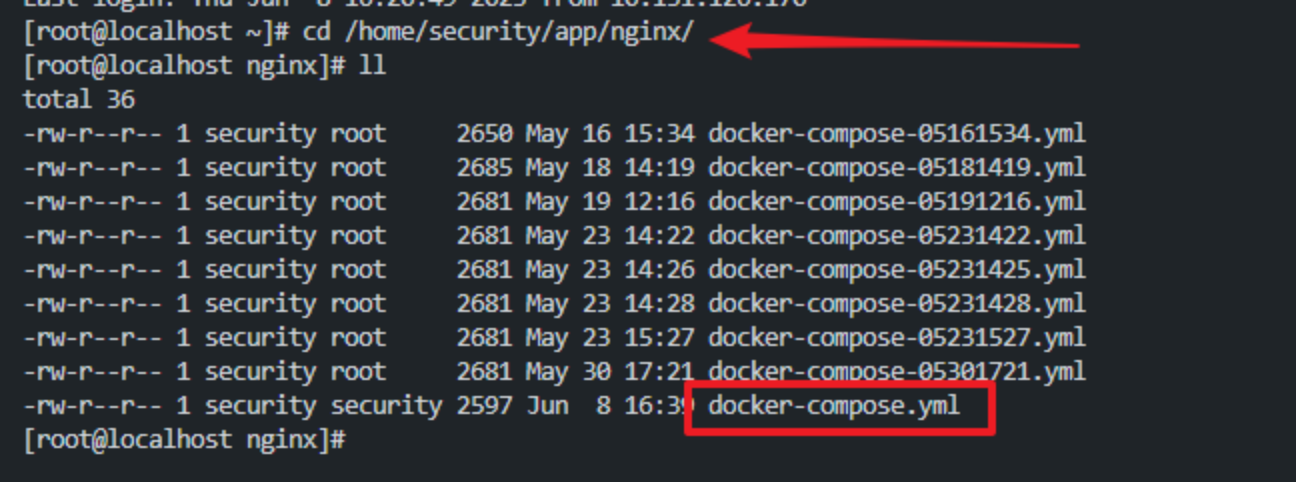 [root@localhost ~]# cd /home/security/app/nginx/
[root@localhost nginx]# ll
total 36
-rw-r--r-- 1 security root     2650 May 16 15:34 docker-compose-05161534.yml
-rw-r--r-- 1 security root     2685 May 18 14:19 docker-compose-05181419.yml
-rw-r--r-- 1 security root     2681 May 19 12:16 docker-compose-05191216.yml
-rw-r--r-- 1 security root     2681 May 23 14:22 docker-compose-05231422.yml
-rw-r--r-- 1 security root     2681 May 23 14:26 docker-compose-05231425.yml
-rw-r--r-- 1 security root     2681 May 23 14:28 docker-compose-05231428.yml
-rw-r--r-- 1 security root     2681 May 23 15:27 docker-compose-05231527.yml
-rw-r--r-- 1 security root     2681 May 30 17:21 docker-compose-05301721.yml
-rw-r--r-- 1 security security 2597 Jun  8 16:39 docker-compose.yml
[root@localhost nginx]#